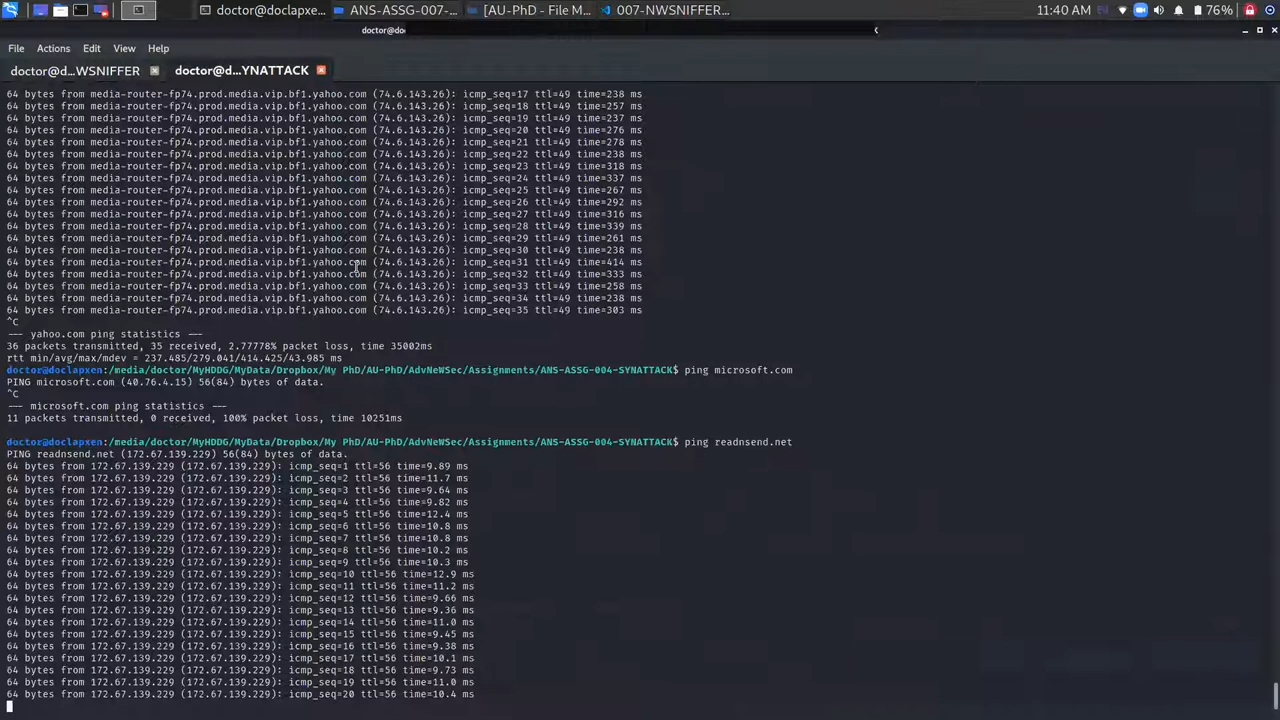 doctor@doclapxe...
ANS-ASSG-007-...
[AU-PhD - File M...
007-NWSNIFFER...
11:40 AM
76%
doctor@do
File Actions Edit View Help
doctor@d...WSNIFFER
doctor@d...YNATTACK
64 bytes from media-router-fp74.prod.media.vip.bf1.yahoo.com (74.6.143.26): icmp_seq=17 ttl=49 time=238 ms
64 bytes from media-router-fp74.prod.media.vip.bf1.yahoo.com (74.6.143.26): icmp_seq=18 ttl=49 time=257 ms
64 bytes from media-router-fp74.prod.media.vip.bf1.yahoo.com (74.6.143.26): icmp_seq=19 ttl=49 time=237 ms
64 bytes from media-router-fp74.prod.media.vip.bf1.yahoo.com (74.6.143.26): icmp_seq=20 ttl=49 time=276 ms
64 bytes from media-router-fp74.prod.media.vip.bf1.yahoo.com (74.6.143.26): icmp_seq=21 ttl=49 time=278 ms
64 bytes from media-router-fp74.prod.media.vip.bf1.yahoo.com (74.6.143.26): icmp_seq=22 ttl=49 time=238 ms
64 bytes from media-router-fp74.prod.media.vip.bf1.yahoo.com (74.6.143.26): icmp_seq=23 ttl=49 time=318 ms
64 bytes from media-router-fp74.prod.media.vip.bf1.yahoo.com (74.6.143.26): icmp_seq=24 ttl=49 time=337 ms
64 bytes from media-router-fp74.prod.media.vip.bf1.yahoo.com (74.6.143.26): icmp_seq=25 ttl=49 time=267 ms
64 bytes from media-router-fp74.prod.media.vip.bf1.yahoo.com (74.6.143.26): icmp_seq=26 ttl=49 time=292 ms
64 bytes from media-router-fp74.prod.media.vip.bf1.yahoo.com (74.6.143.26): icmp_seq=27 ttl=49 time=316 ms
64 bytes from media-router-fp74.prod.media.vip.bf1.yahoo.com (74.6.143.26): icmp_seq=28 ttl=49 time=339 ms
64 bytes from media-router-fp74.prod.media.vip.bf1.yahoo.com (74.6.143.26): icmp_seq=29 ttl=49 time=261 ms
64 bytes from media-router-fp74.prod.media.vip.bf1.yahoo.com (74.6.143.26): icmp_seq=30 ttl=49 time=238 ms
64 bytes from media-router-fp74.prod.media.vip.bf1.yahoo.com (74.6.143.26): icmp_seq=31 ttl=49 time=414 ms
64 bytes from media-router-fp74.prod.media.vip.bf1.yahoo.com (74.6.143.26): icmp_seq=32 ttl=49 time=333 ms
64 bytes from media-router-fp74.prod.media.vip.bf1.yahoo.com (74.6.143.26): icmp_seq=33 ttl=49 time=258 ms
64 bytes from media-router-fp74.prod.media.vip.bf1.yahoo.com (74.6.143.26): icmp_seq=34 ttl=49 time=238 ms
64 bytes from media-router-fp74.prod.media.vip.bf1.yahoo.com (74.6.143.26): icmp_seq=35 ttl=49 time=303 ms
^C
--- yahoo.com ping statistics ---
36 packets transmitted, 35 received, 2.77778% packet loss, time 35002ms
rtt min/avg/max/mdev = 237.485/279.041/414.425/43.985 ms
doctor@doclapxen:/media/doctor/MyHDDG/MyData/Dropbox/My PhD/AU-PhD/AdvNeWSec/Assignments/ANS-ASSG-004-SYNATTACK$ ping microsoft.com
PING microsoft.com (40.76.4.15) 56(84) bytes of data.
^C
--- microsoft.com ping statistics ---
11 packets transmitted, 0 received, 100% packet loss, time 10251ms
doctor@doclapxen:/media/doctor/MyHDDG/MyData/Dropbox/My PhD/AU-PhD/AdvNeWSec/Assignments/ANS-ASSG-004-SYNATTACK$ ping readnsend.net
PING readnsend.net (172.67.139.229) 56(84) bytes of data.
64 bytes from 172.67.139.229 (172.67.139.229): icmp_seq=1 ttl=56 time=9.89 ms
64 bytes from 172.67.139.229 (172.67.139.229): icmp_seq=2 ttl=56 time=11.7 ms
64 bytes from 172.67.139.229 (172.67.139.229): icmp_seq=3 ttl=56 time=9.64 ms
64 bytes from 172.67.139.229 (172.67.139.229): icmp_seq=4 ttl=56 time=9.82 ms
64 bytes from 172.67.139.229 (172.67.139.229): icmp_seq=5 ttl=56 time=12.4 ms
64 bytes from 172.67.139.229 (172.67.139.229): icmp_seq=6 ttl=56 time=10.8 ms
64 bytes from 172.67.139.229 (172.67.139.229): icmp_seq=7 ttl=56 time=10.8 ms
64 bytes from 172.67.139.229 (172.67.139.229): icmp_seq=8 ttl=56 time=10.2 ms
64 bytes from 172.67.139.229 (172.67.139.229): icmp_seq=9 ttl=56 time=10.3 ms
64 bytes from 172.67.139.229 (172.67.139.229): icmp_seq=10 ttl=56 time=12.9 ms
64 bytes from 172.67.139.229 (172.67.139.229): icmp_seq=11 ttl=56 time=11.2 ms
64 bytes from 172.67.139.229 (172.67.139.229): icmp_seq=12 ttl=56 time=9.66 ms
64 bytes from 172.67.139.229 (172.67.139.229): icmp_seq=13 ttl=56 time=9.36 ms
64 bytes from 172.67.139.229 (172.67.139.229): icmp_seq=14 ttl=56 time=11.0 ms
64 bytes from 172.67.139.229 (172.67.139.229): icmp_seq=15 ttl=56 time=9.45 ms
64 bytes from 172.67.139.229 (172.67.139.229): icmp_seq=16 ttl=56 time=9.38 ms
64 bytes from 172.67.139.229 (172.67.139.229): icmp_seq=17 ttl=56 time=10.1 ms
64 bytes from 172.67.139.229 (172.67.139.229): icmp_seq=18 ttl=56 time=9.73 ms
64 bytes from 172.67.139.229 (172.67.139.229): icmp_seq=19 ttl=56 time=11.0 ms
64 bytes from 172.67.139.229 (172.67.139.229): icmp_seq=20 ttl=56 time=10.4 ms